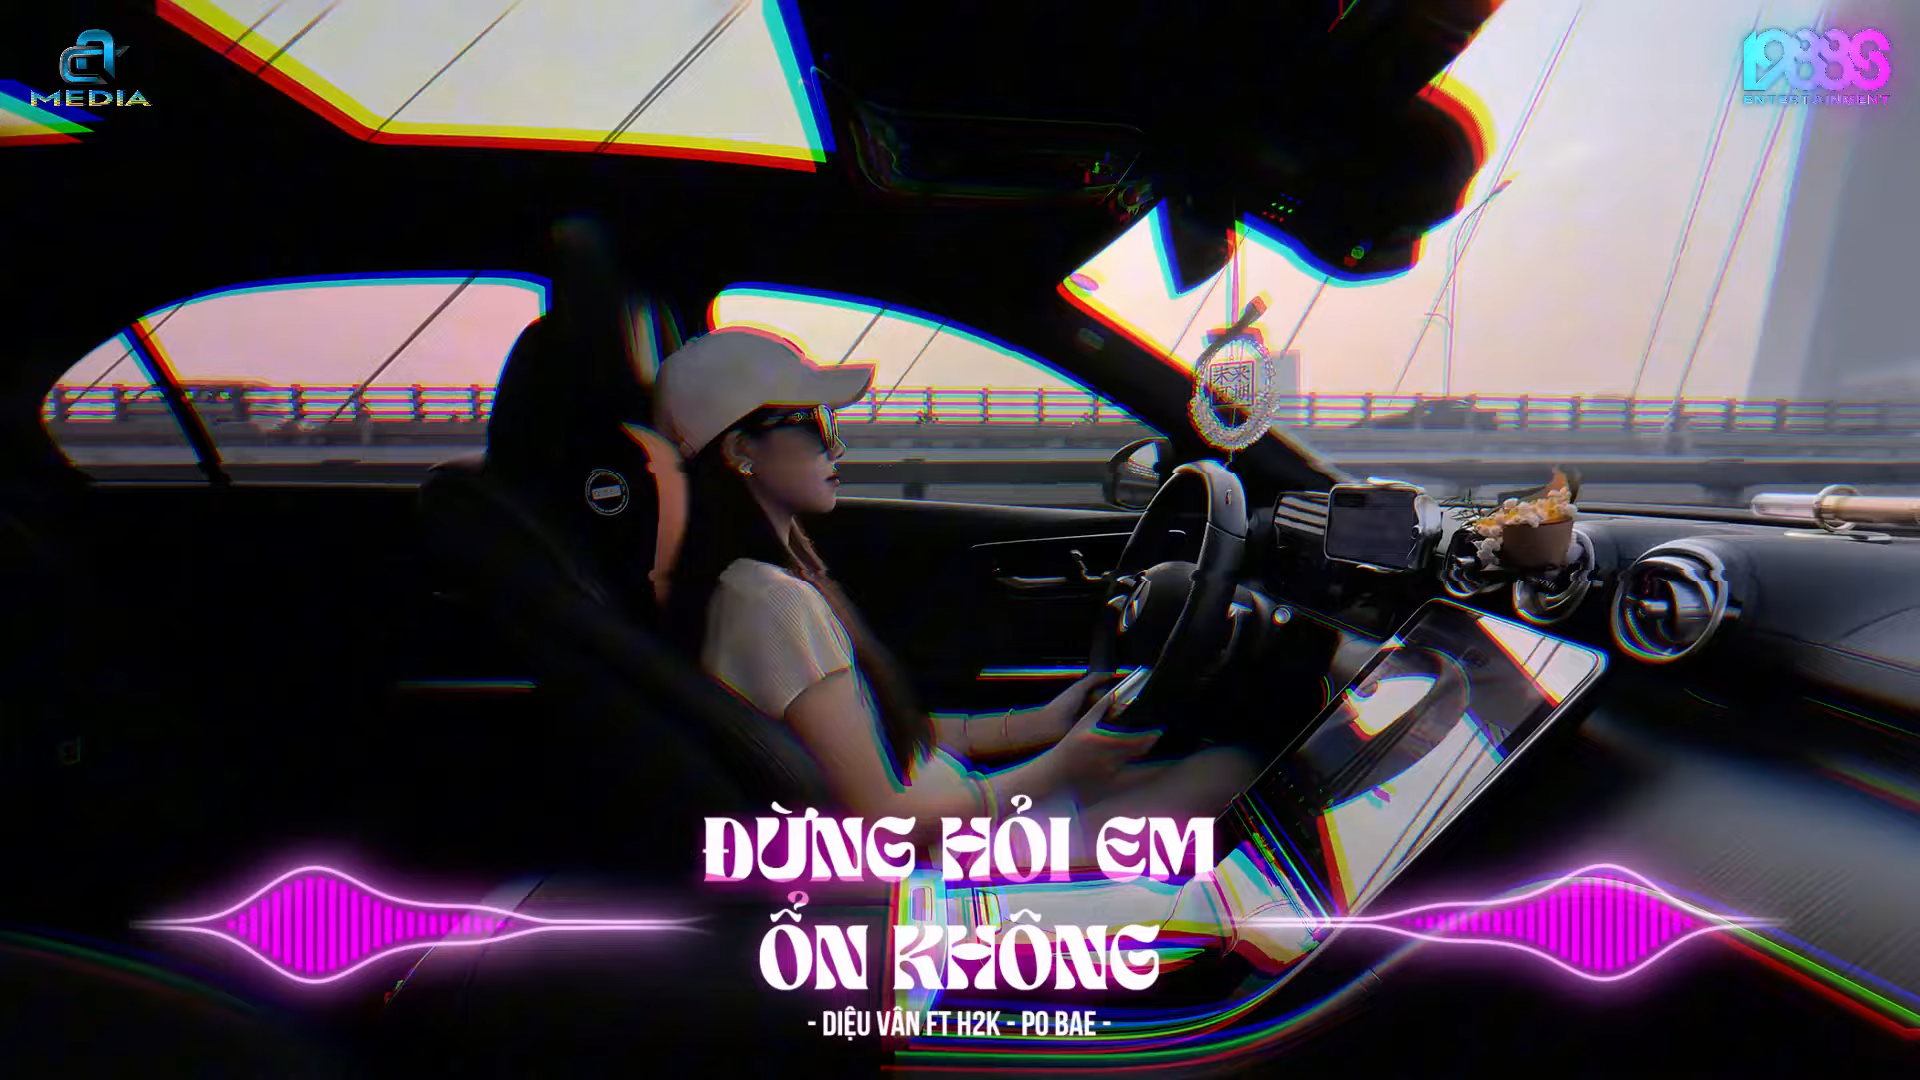 MEDIA
1988S
ENTERTAINMENT
ĐỪNG HỎI EM
ỔN KHÔNG
- DIỆU VÂN FT H2K - PO BAE -